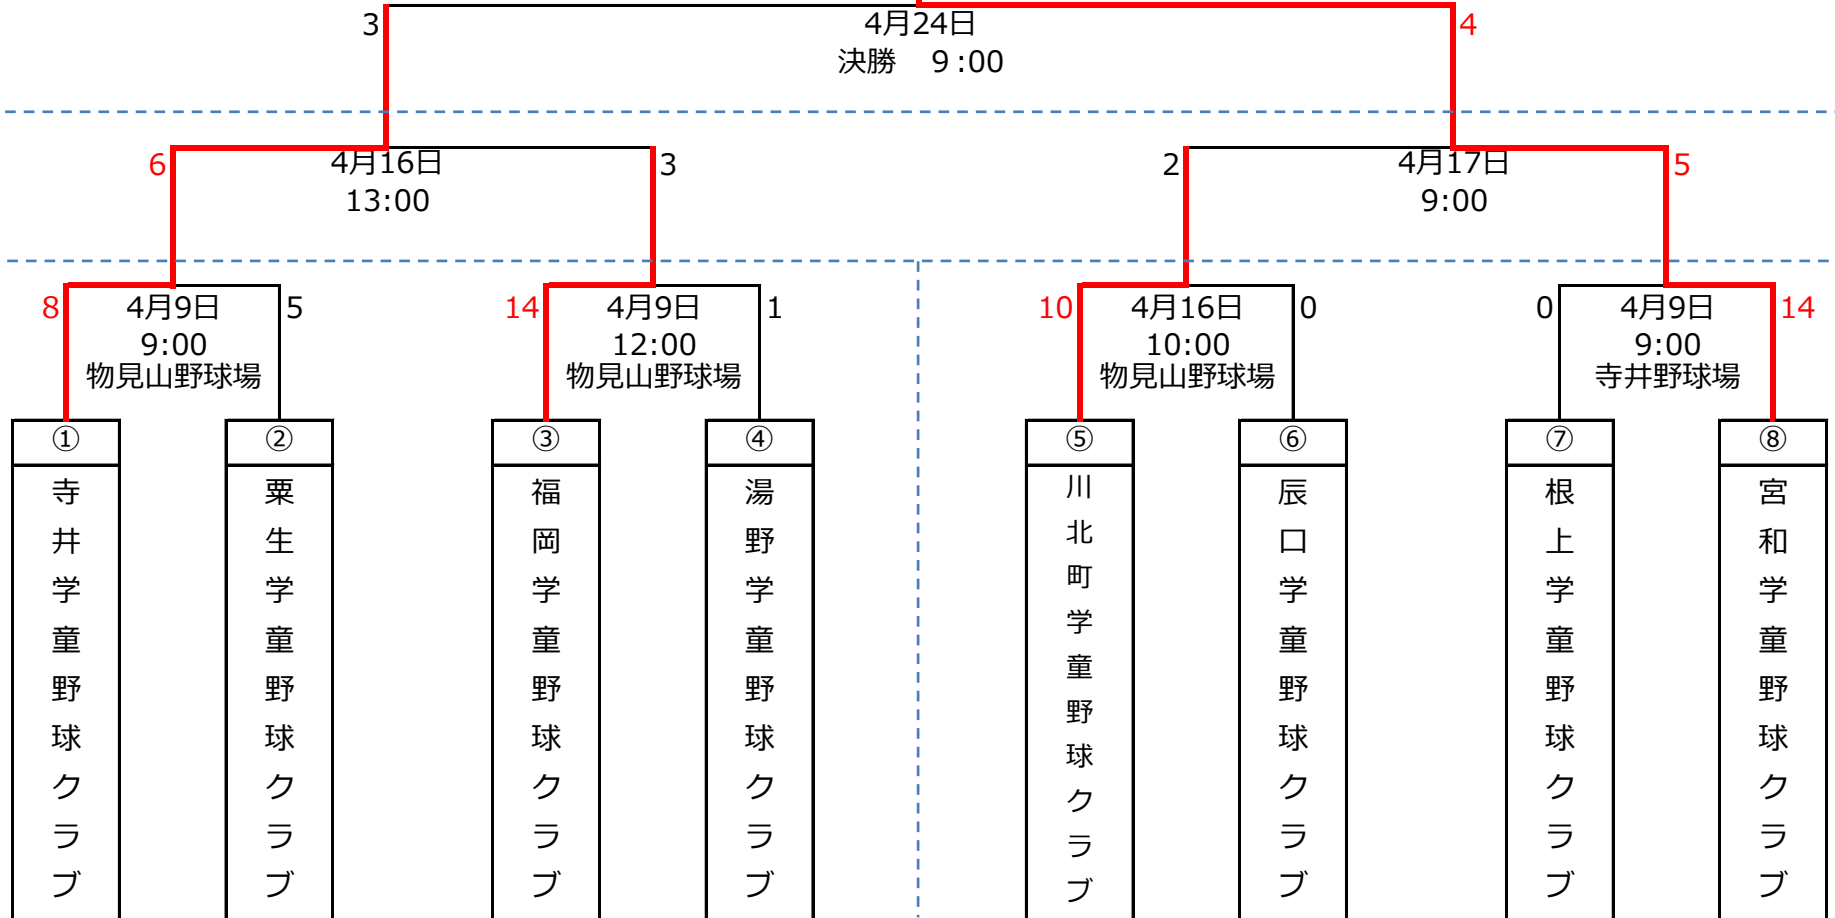 3
4月24日
4
決勝　9:00
6
4月16日
3
2
4月17日
5
13:00
9:00
8
4月9日
5
14
4月9日
1
10
4月16日
0
0
4月9日
14
9:00
12:00
10:00
9:00
物見山野球場
物見山野球場
物見山野球場
寺井野球場
①
②
③
④
⑤
⑥
⑦
⑧
寺井学童野球クラブ
粟生学童野球クラブ
福岡学童野球クラブ
湯野学童野球クラブ
川北町学童野球クラブ
辰口学童野球クラブ
根上学童野球クラブ
宮和学童野球クラブ